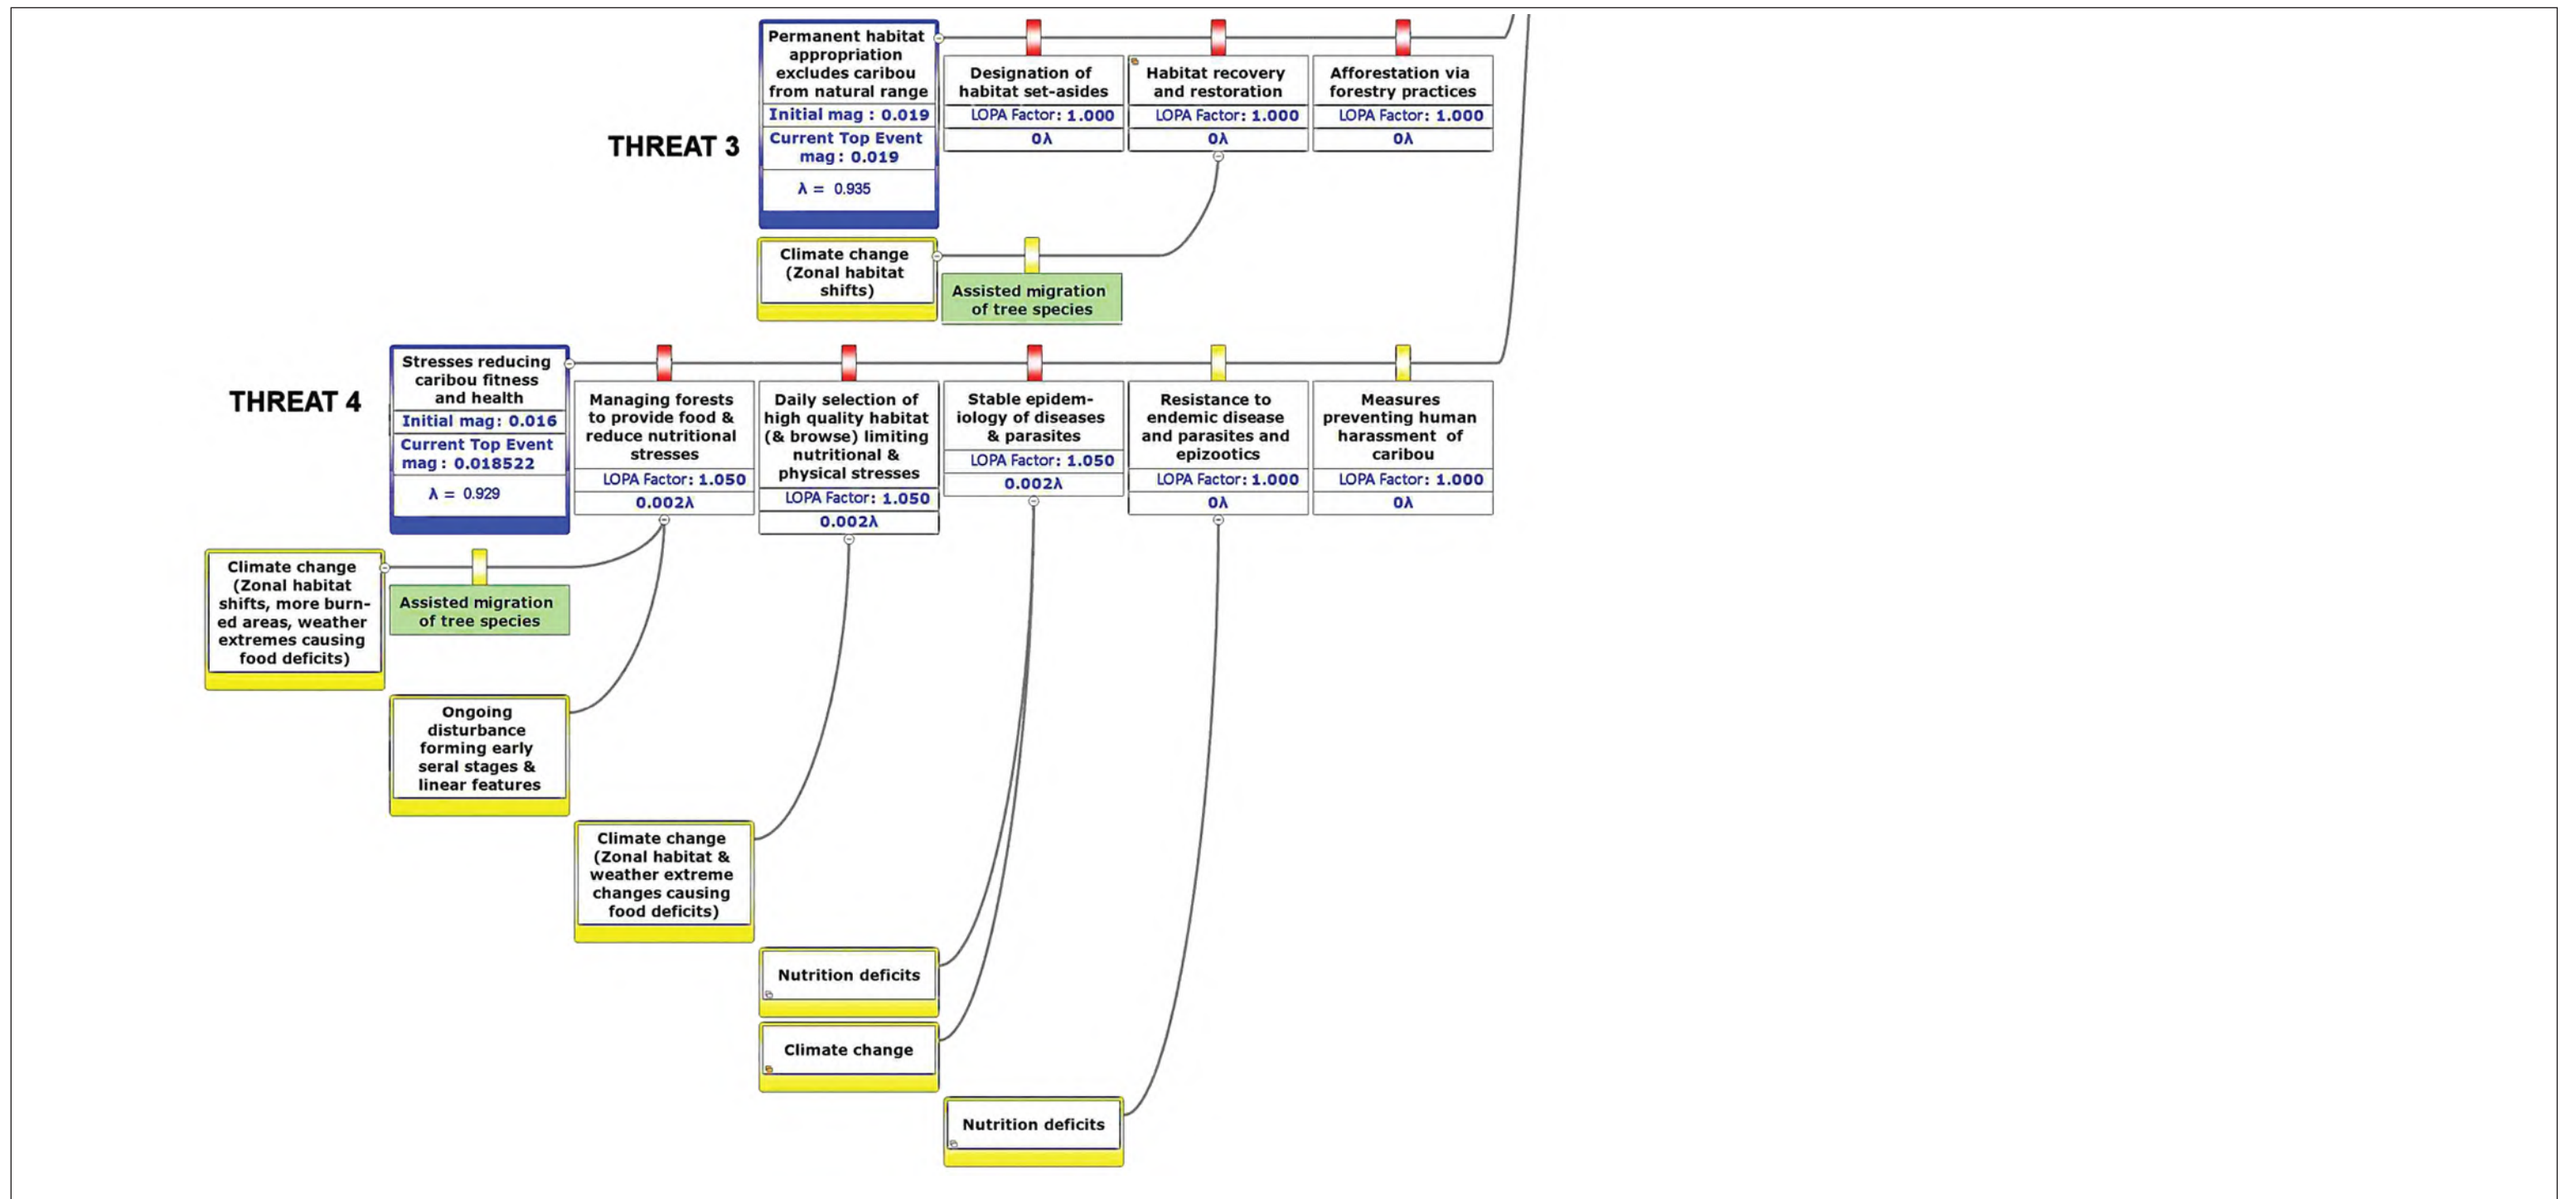 Permanent habitat
appropriation
excludes caribou
from natural range
Initial mag : 0.019
Current Top Event
mag : 0.019
λ = 0.935
Designation of
habitat set-asides
LOPA Factor: 1.000
0λ
Habitat recovery
and restoration
LOPA Factor: 1.000
0λ
Afforestation via
forestry practices
LOPA Factor: 1.000
0λ
THREAT 3
Climate change
(Zonal habitat
shifts)
Assisted migration
of tree species
THREAT 4
Stresses reducing
caribou fitness
and health
Initial mag: 0.016
Current Top Event
mag : 0.018522
λ = 0.929
Managing forests
to provide food &
reduce nutritional
stresses
LOPA Factor: 1.050
0.002λ
Daily selection of
high quality habitat
(& browse) limiting
nutritional &
physical stresses
LOPA Factor: 1.050
0.002λ
Stable epidem-
iology of diseases
& parasites
LOPA Factor: 1.050
0.002λ
Resistance to
endemic disease
and parasites and
epizootics
LOPA Factor: 1.000
0λ
Measures
preventing human
harassment of
caribou
LOPA Factor: 1.000
0λ
Climate change
(Zonal habitat
shifts, more burn-
ed areas, weather
extremes causing
food deficits)
Assisted migration
of tree species
Ongoing
disturbance
forming early
seral stages &
linear features
Climate change
(Zonal habitat &
weather extreme
changes causing
food deficits)
Nutrition deficits
Climate change
Nutrition deficits